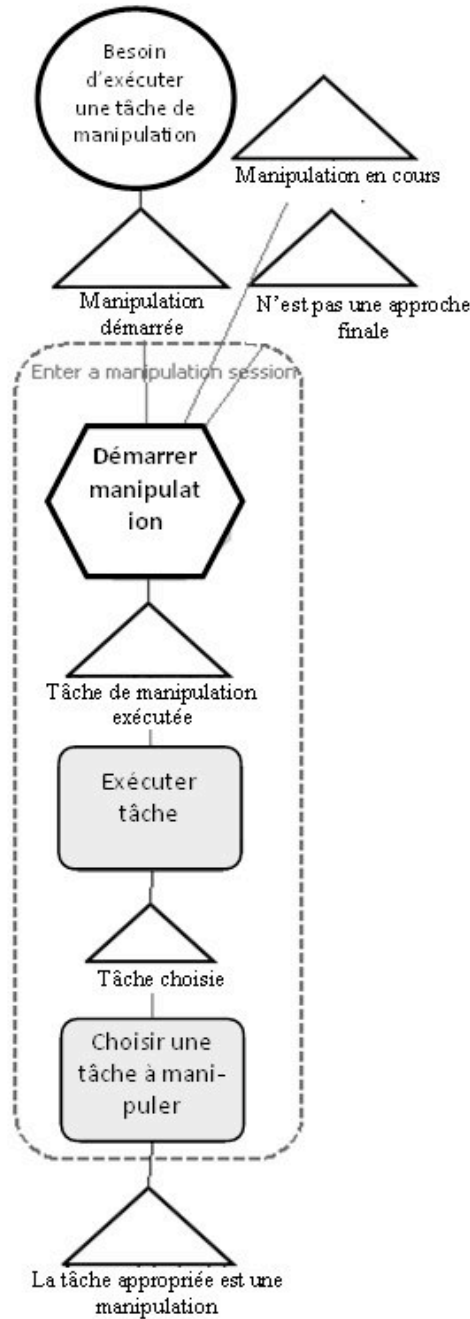 Besoin
d'exécuter
une tâche de
manipulation
Manipulation en cours
Manipulation
démarrée
N'est pas une approche
finale
Enter a manipulation session
Démarrer
manipulat
ion
Tâche de manipulation
exécutée
Exécuter
tâche
Tâche choisie
Choisir une
tâche à mani-
puler
La tâche appropriée est une
manipulation